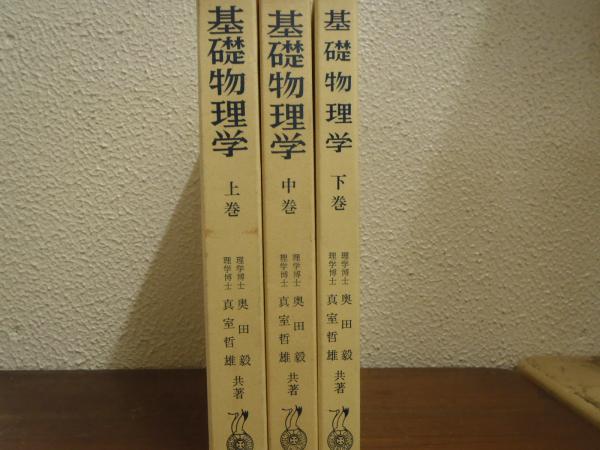 基礎物理学
上巻
理学博士 奥田毅
理学博士 真室哲雄
共著
基礎物理学
中巻
理学博士 奥田毅
理学博士 真室哲雄
共著
基礎物理学
下巻
理学博士 奥田毅
理学博士 真室哲雄
共著